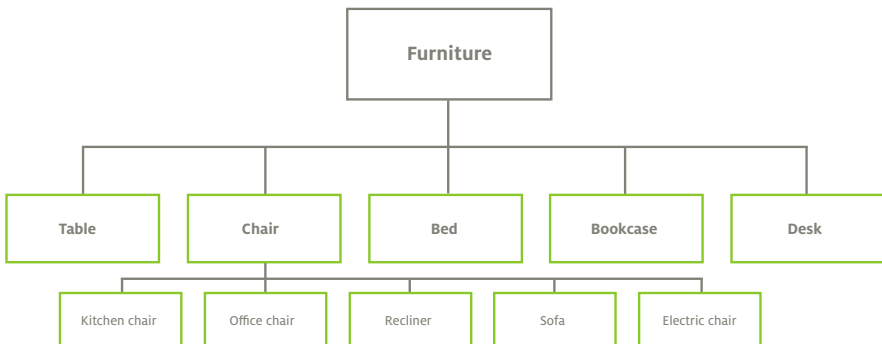 Furniture
Table
Chair
Bed
Bookcase
Desk
Kitchen chair
Office chair
Recliner
Sofa
Electric chair